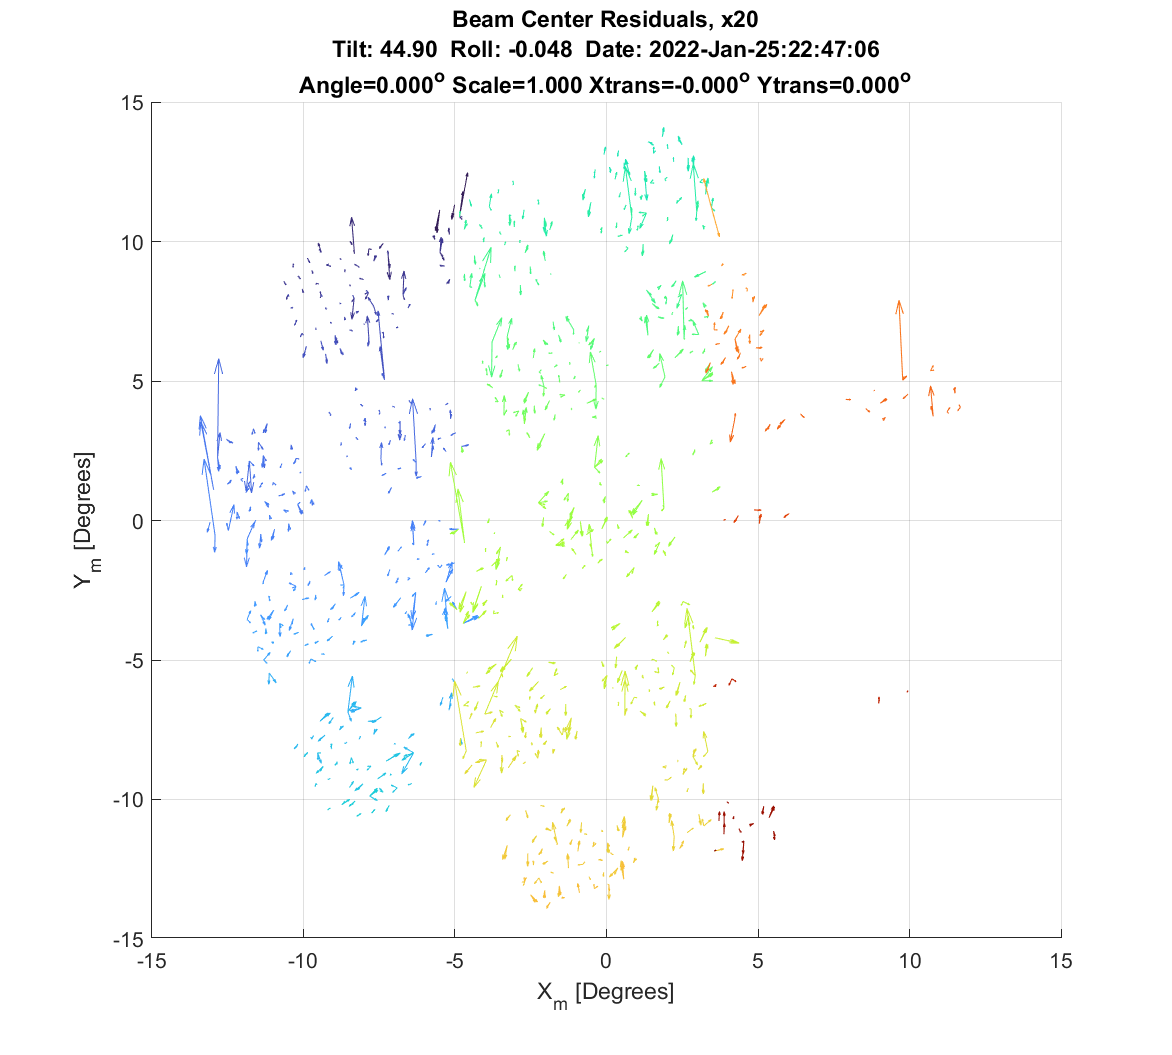 Beam Center Residuals, x20
Tilt: 44.90 Roll: -0.048 Date: 2022-Jan-25:22:47:06
Angle=0.000° Scale=1.000 Xtrans=-0.000° Ytrans=0.000°
15
10
5
0
-5
-10
-15
Y_m [Degrees]
-15 -10 -5 0 5 10 15
X_m [Degrees]